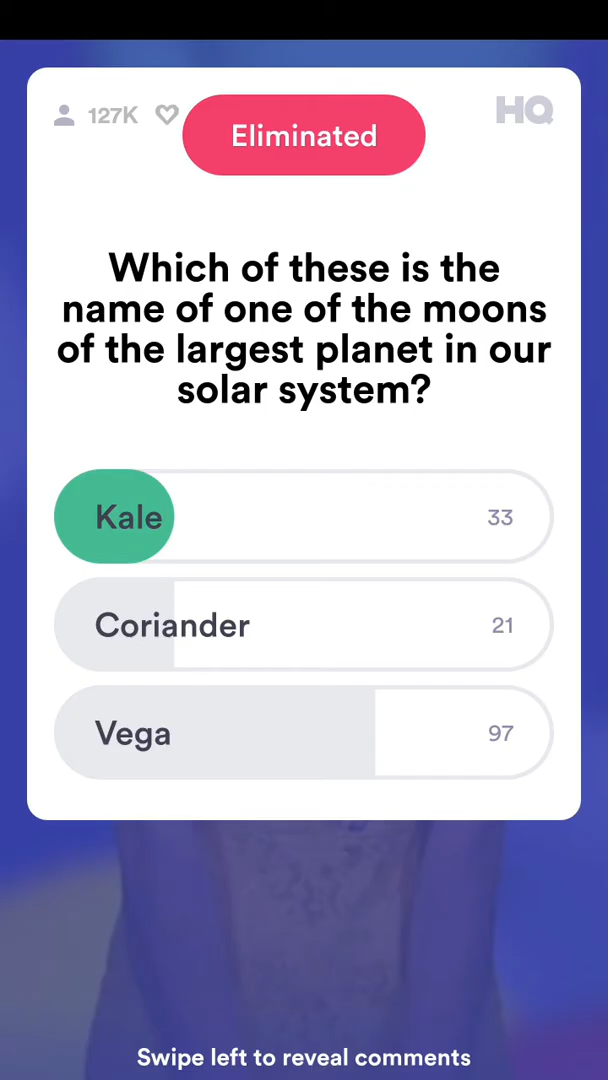 127K
Eliminated
HQ
Which of these is the
name of one of the moons
of the largest planet in our
solar system?
Kale 33
Coriander 21
Vega 97
Swipe left to reveal comments